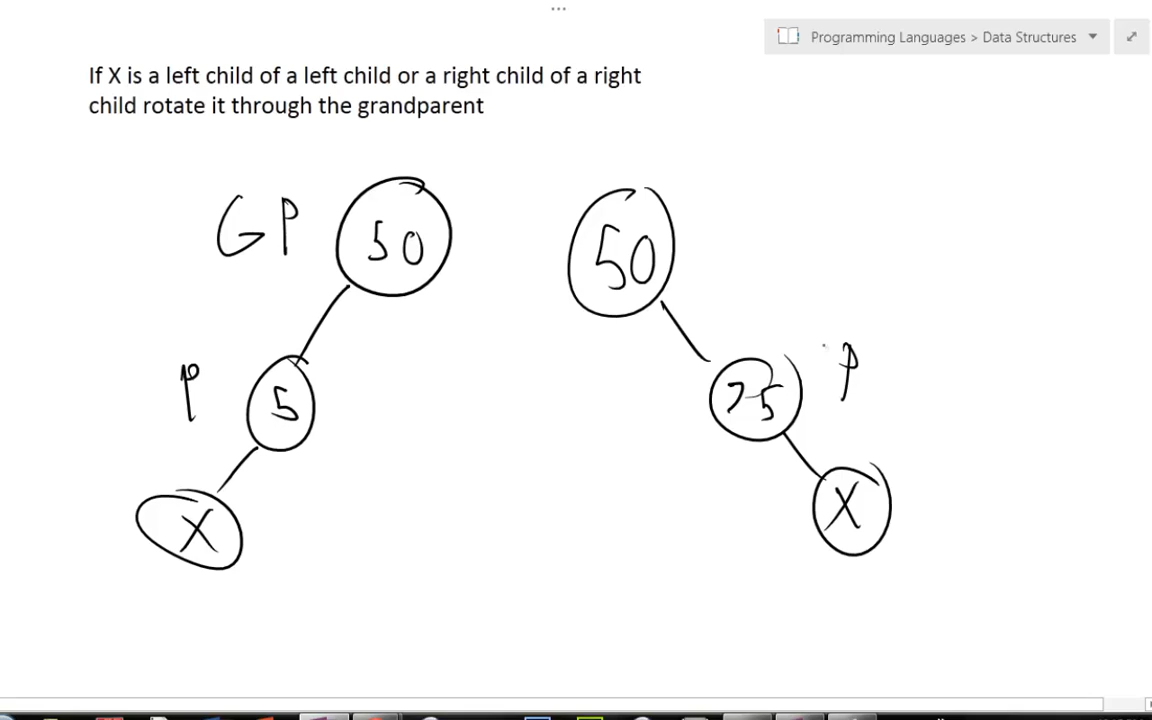 Programming Languages > Data Structures
If X is a left child of a left child or a right child of a right
child rotate it through the grandparent
GP 50 50
P 5 75 P
X X